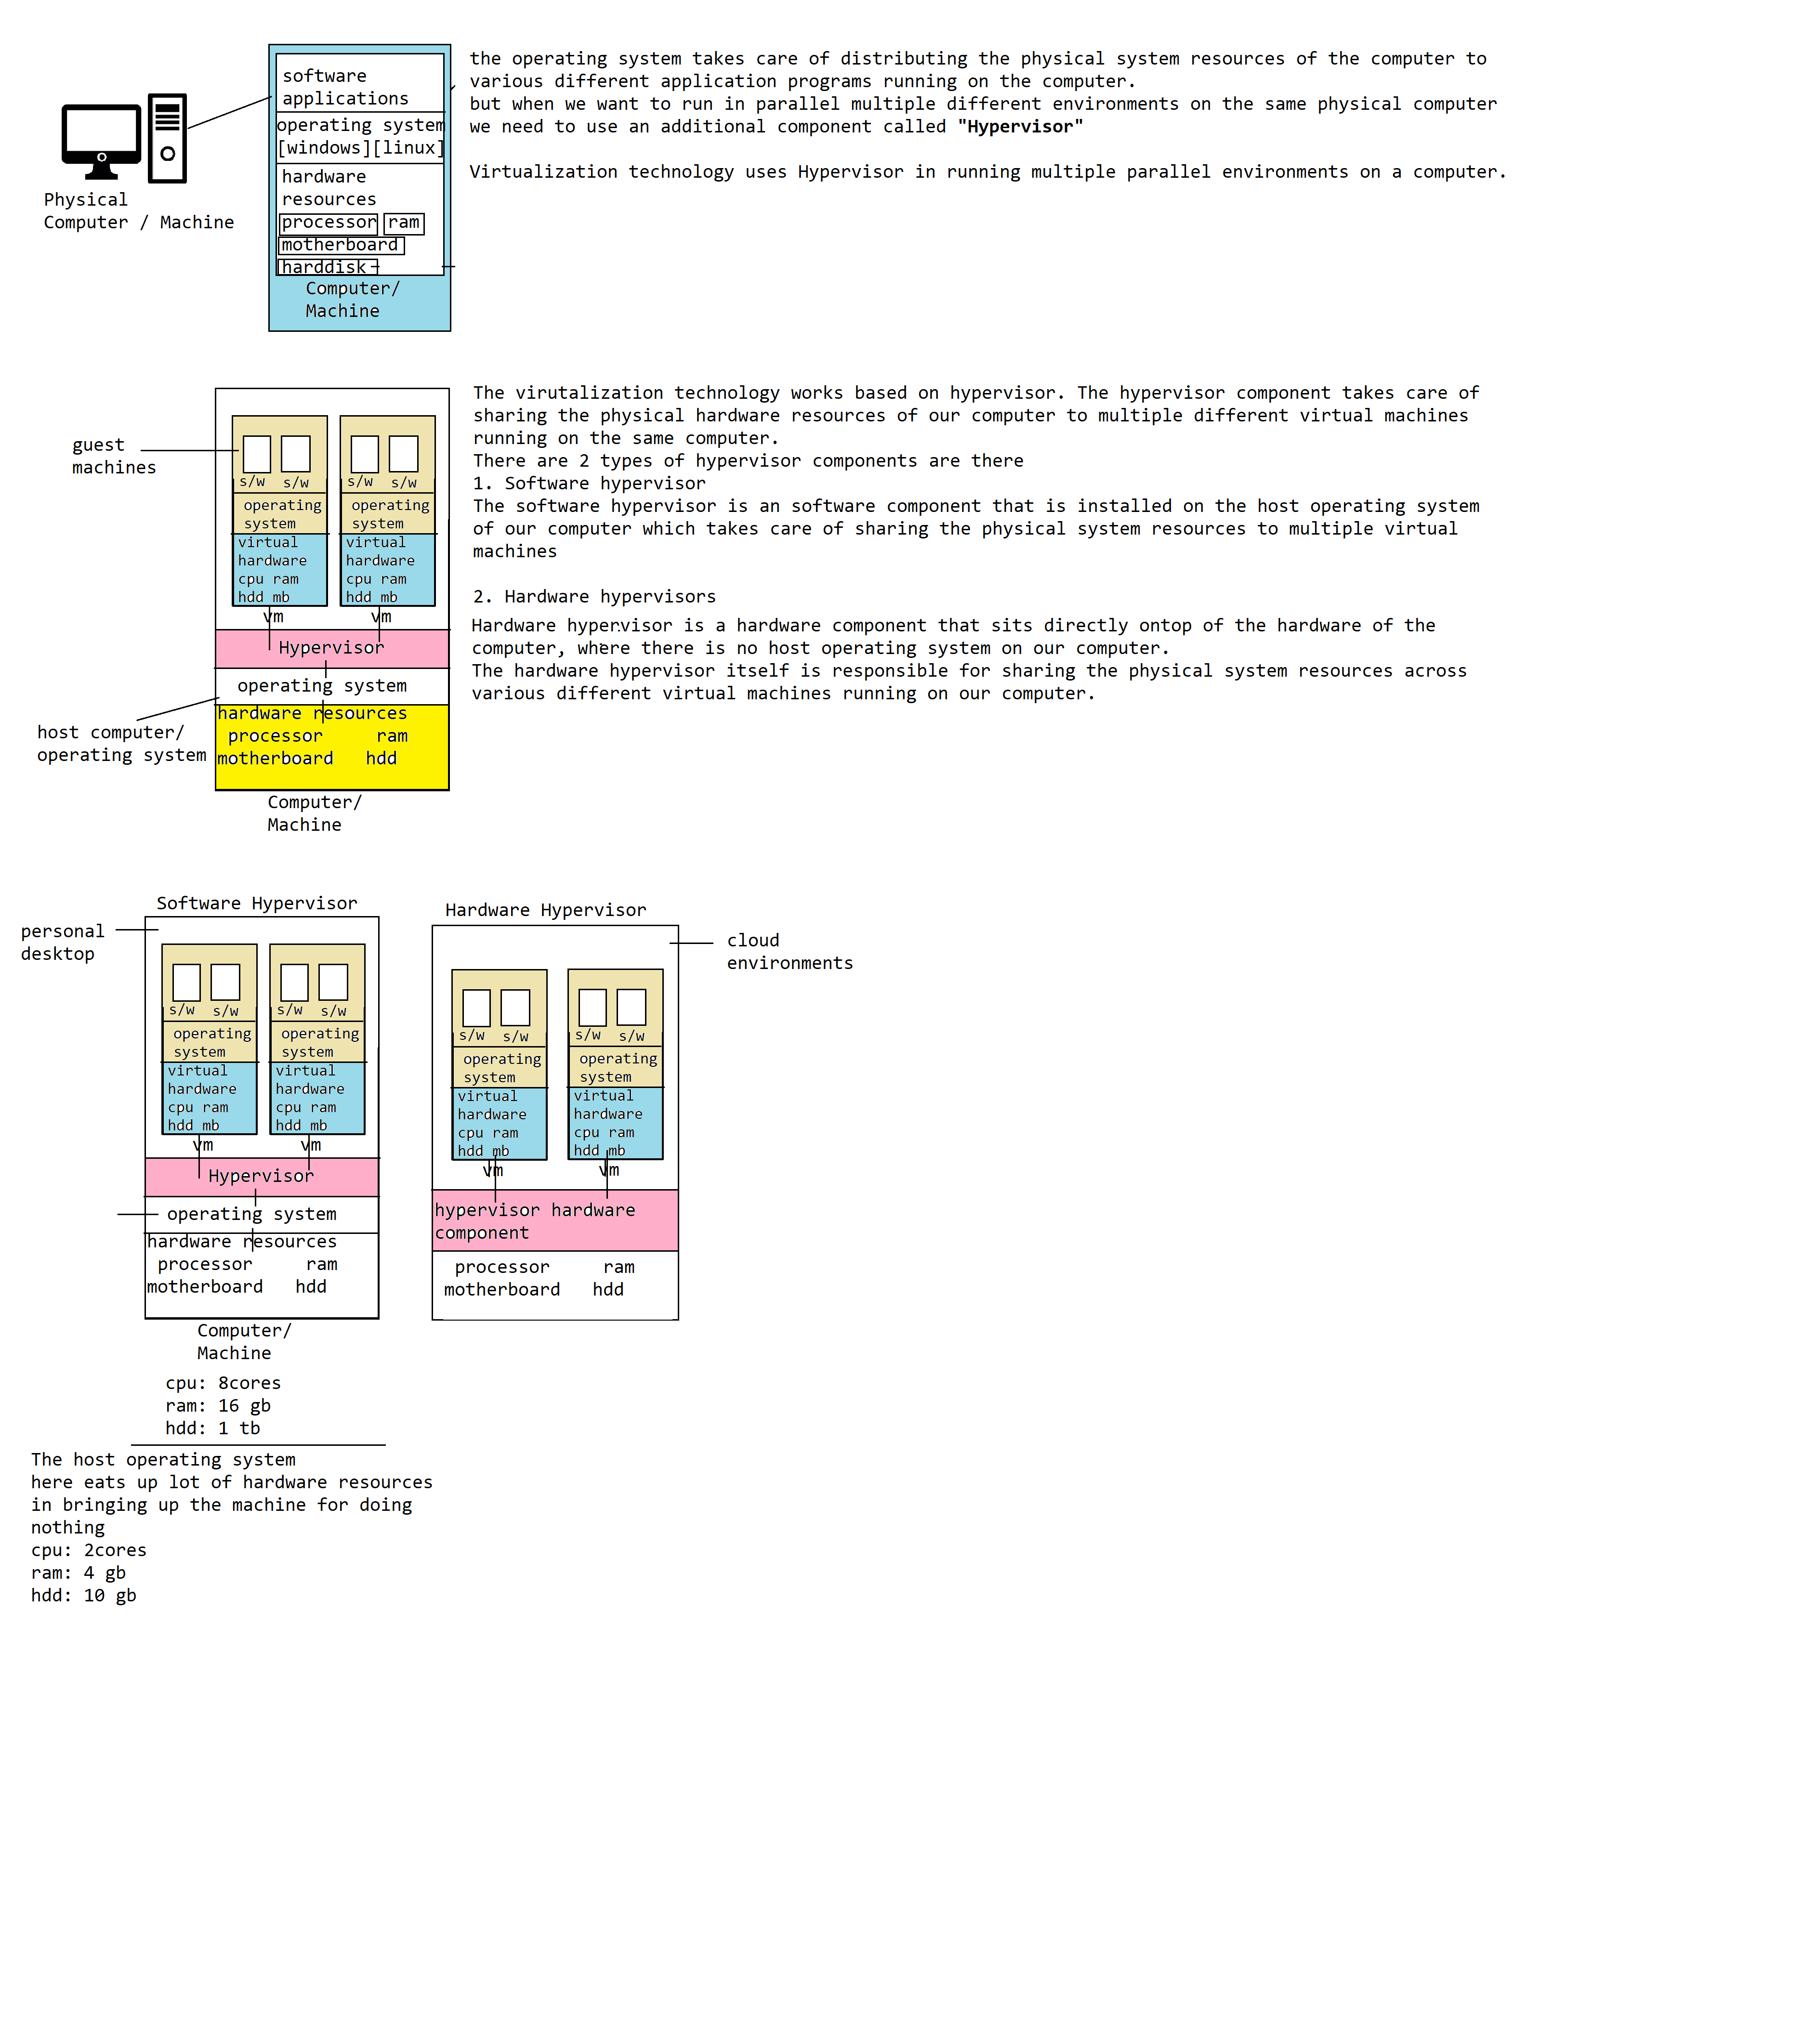 software
applications
operating system
[windows][linux]
hardware
resources
processor ram
motherboard
harddisk
Computer/
Machine
Physical
Computer / Machine
the operating system takes care of distributing the physical system resources of the computer to
various different application programs running on the computer.
but when we want to run in parallel multiple different environments on the same physical computer
we need to use an additional component called "Hypervisor"
Virtualization technology uses Hypervisor in running multiple parallel environments on a computer.
guest
machines
s/w s/w
operating
system
virtual
hardware
cpu ram
hdd mb
vm
s/w s/w
operating
system
virtual
hardware
cpu ram
hdd mb
vm
Hypervisor
operating system
hardware resources
processor ram
motherboard hdd
host computer/
operating system
Computer/
Machine
The virutalization technology works based on hypervisor. The hypervisor component takes care of
sharing the physical hardware resources of our computer to multiple different virtual machines
running on the same computer.
There are 2 types of hypervisor components are there
1. Software hypervisor
The software hypervisor is an software component that is installed on the host operating system
of our computer which takes care of sharing the physical system resources to multiple virtual
machines
2. Hardware hypervisors
Hardware hypervisor is a hardware component that sits directly ontop of the hardware of the
computer, where there is no host operating system on our computer.
The hardware hypervisor itself is responsible for sharing the physical system resources across
various different virtual machines running on our computer.
Software Hypervisor
personal
desktop
s/w s/w
operating
system
virtual
hardware
cpu ram
hdd mb
vm
s/w s/w
operating
system
virtual
hardware
cpu ram
hdd mb
vm
Hypervisor
operating system
hardware resources
processor ram
motherboard hdd
Computer/
Machine
cpu: 8cores
ram: 16 gb
hdd: 1 tb
The host operating system
here eats up lot of hardware resources
in bringing up the machine for doing
nothing
cpu: 2cores
ram: 4 gb
hdd: 10 gb
Hardware Hypervisor
cloud
environments
s/w s/w
operating
system
virtual
hardware
cpu ram
hdd mb
vm
s/w s/w
operating
system
virtual
hardware
cpu ram
hdd mb
vm
hypervisor hardware
component
processor ram
motherboard hdd